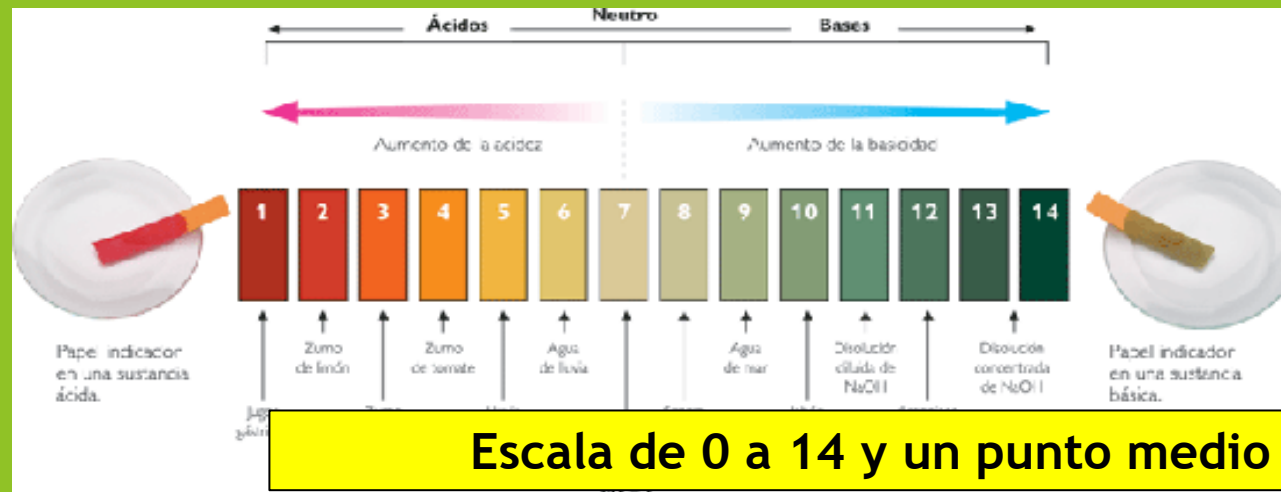 Neutro
Ácidos
Bases
Aumento de la acidez
Aumento de la basicidad
1 2 3 4 5 6 7 8 9 10 11 12 13 14
Papel indicador
en una sustancia
ácida.
Zumo
de limón
Zumo
de tomate
Agua
de lluvia
Agua
de mar
Disolución
diluida de
NaOH
Disolución
concentrada
de NaOH
Papel indicador
en una sustancia
básica.
Escala de 0 a 14 y un punto medio